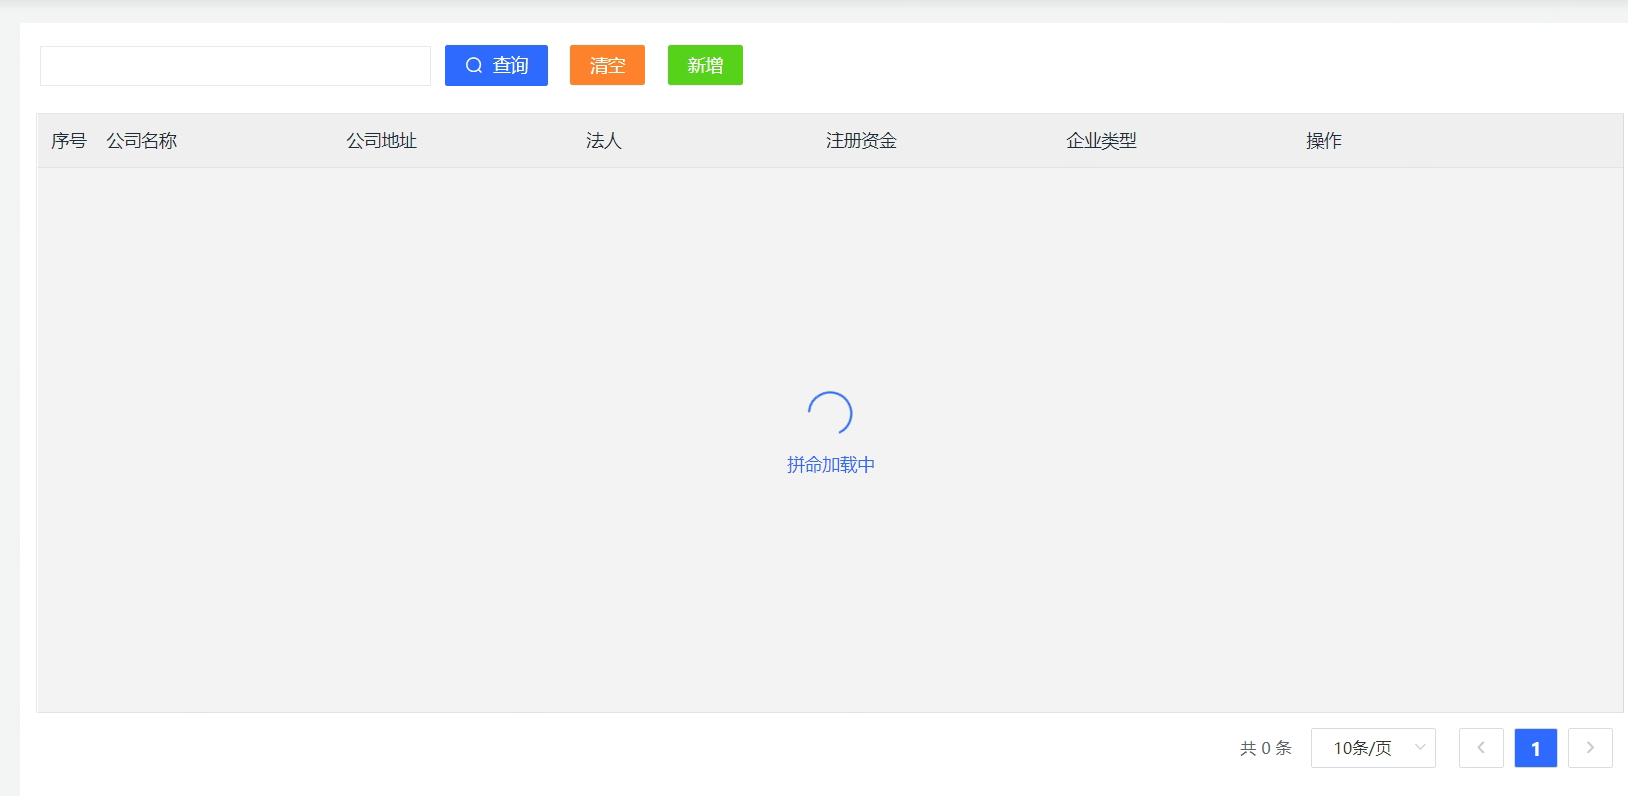 查询 清空 新增
序号 公司名称 公司地址 法人 注册资金 企业类型 操作
拼命加载中
共 0 条 10条/页 1